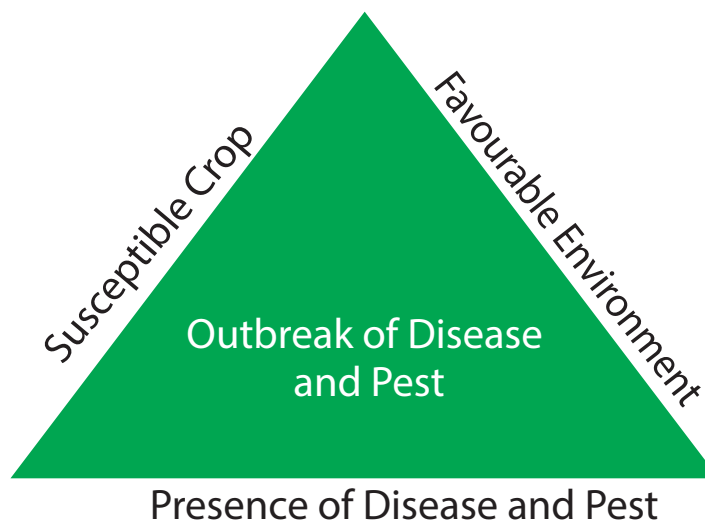 Susceptible Crop
Favourable Environment
Outbreak of Disease
and Pest
Presence of Disease and Pest